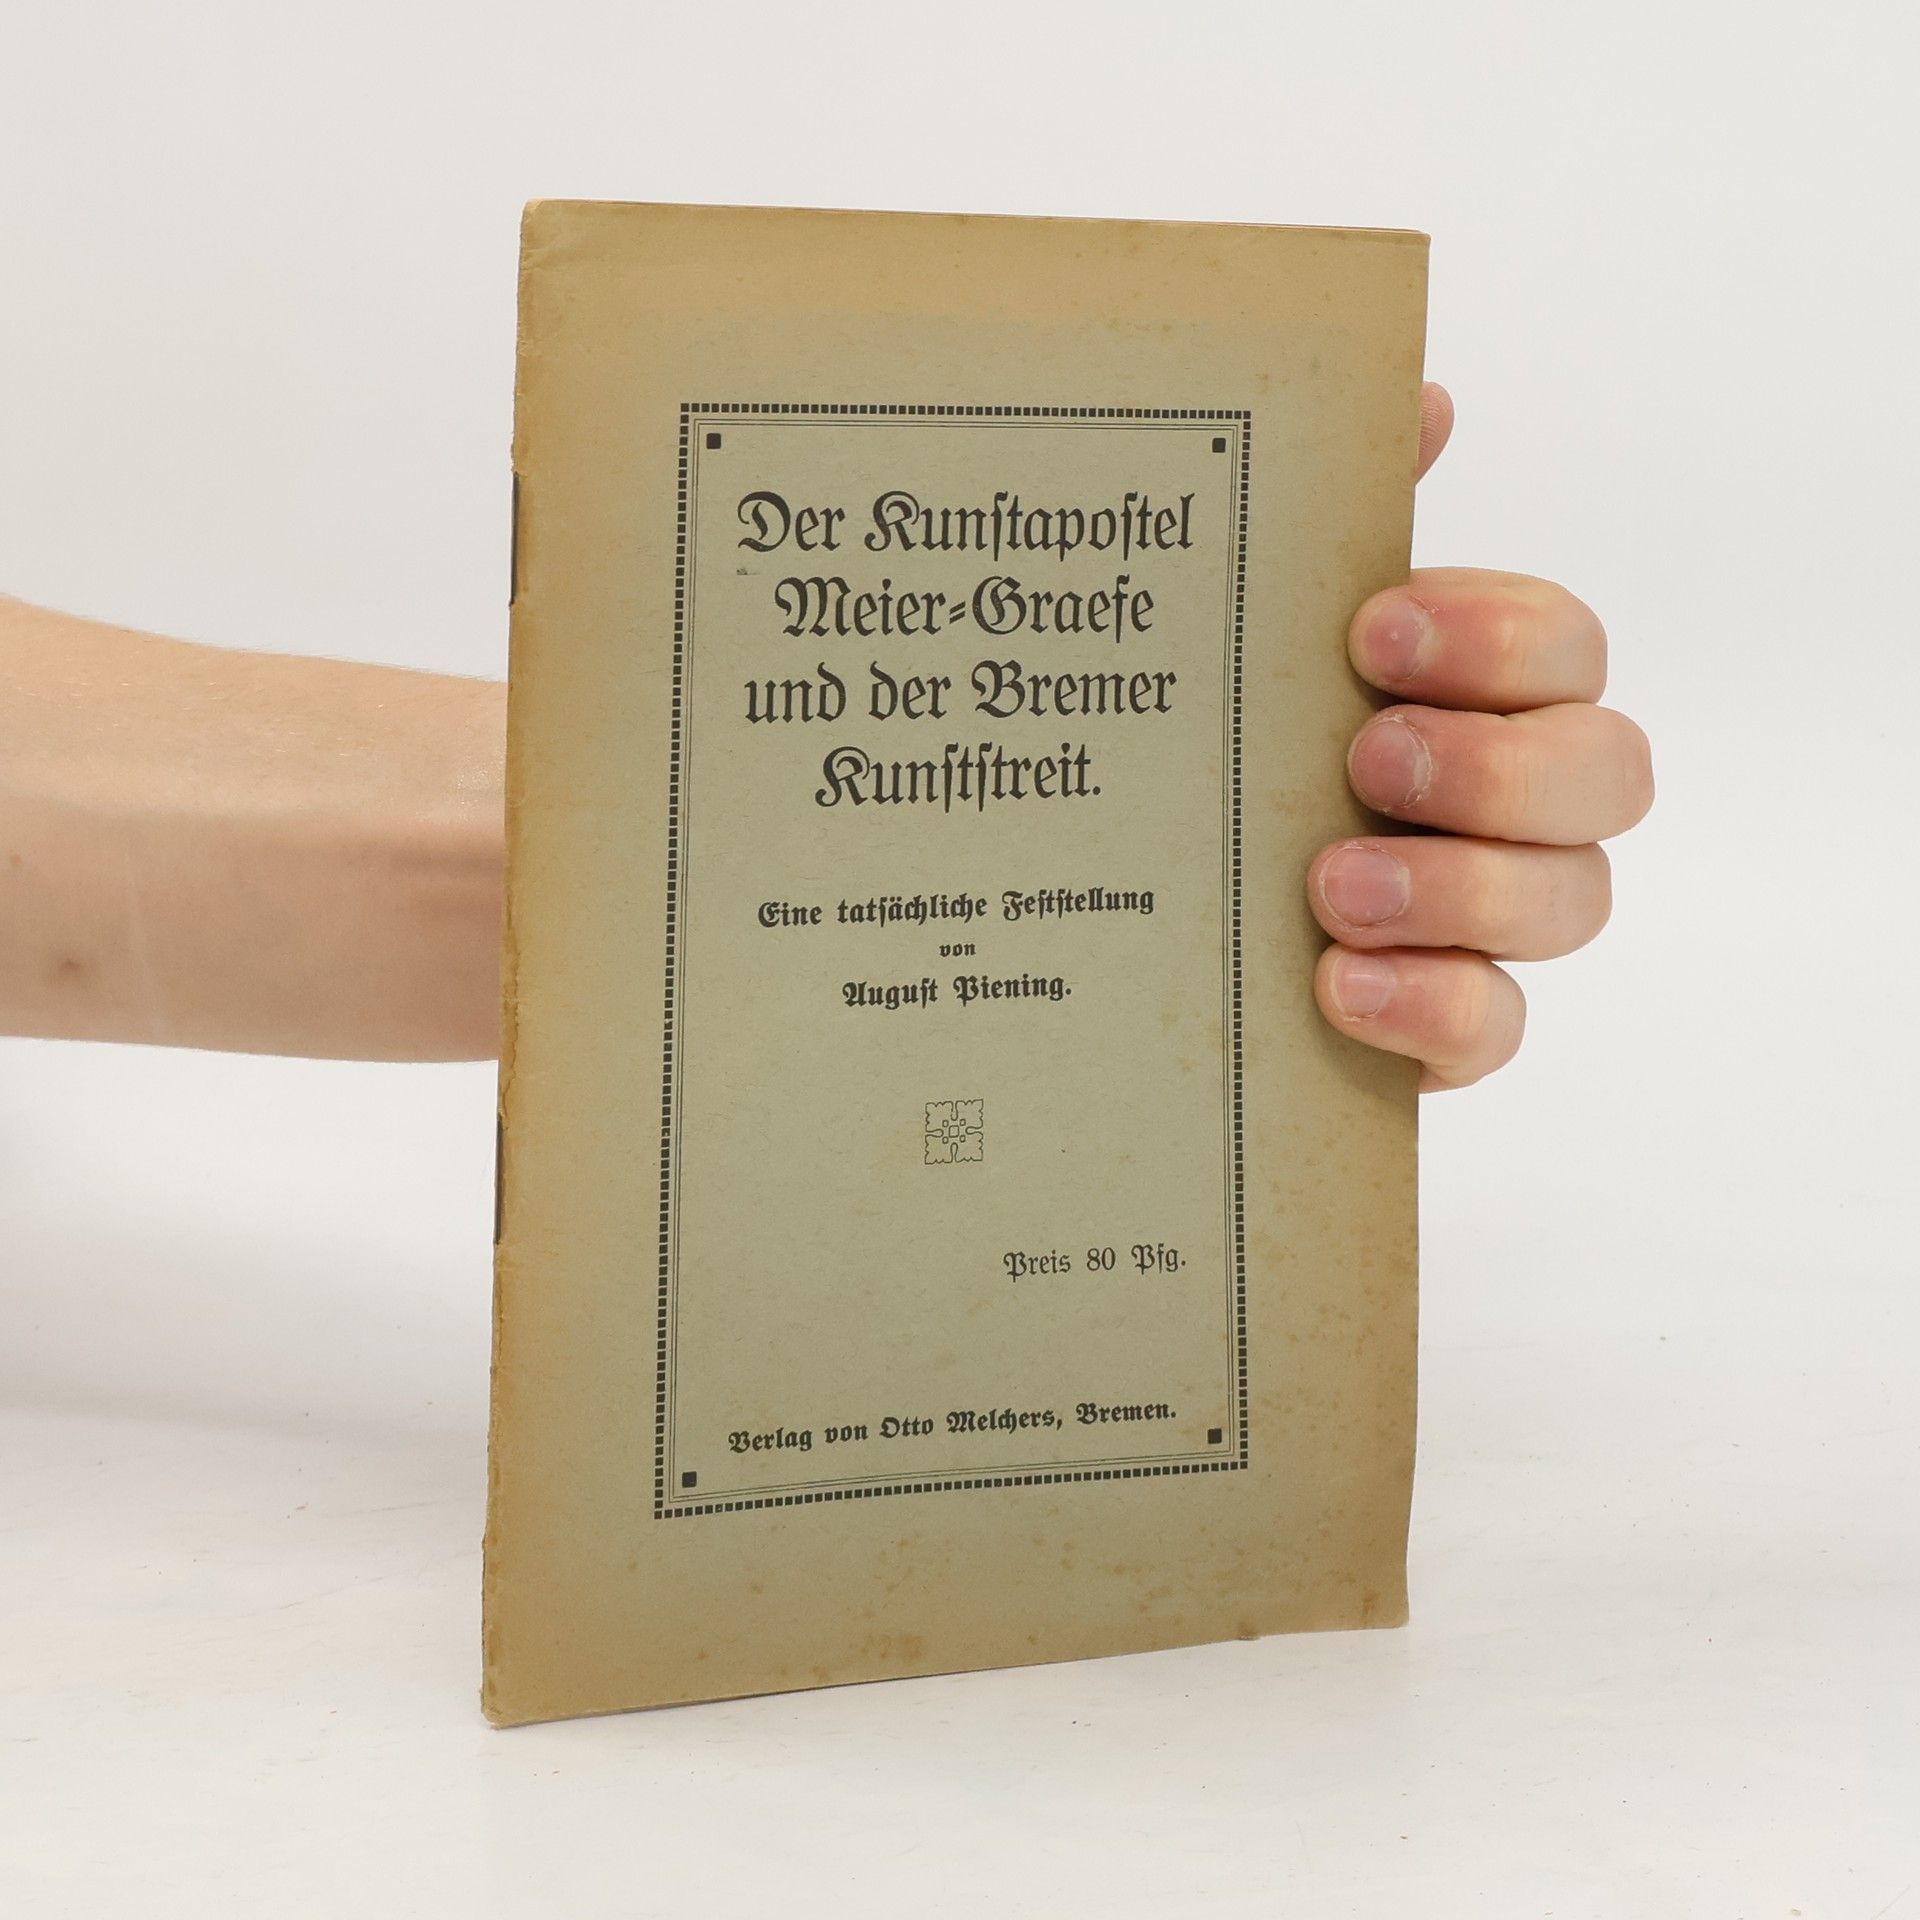 Der Kunſtapoſtel
Meier-Graefe
und der Bremer
Kunſtſtreit.
Eine tatſächliche Feſtſtellung
von
Auguſt Piening.
Preis 80 Pfg.
Verlag von Otto Melchers, Bremen.